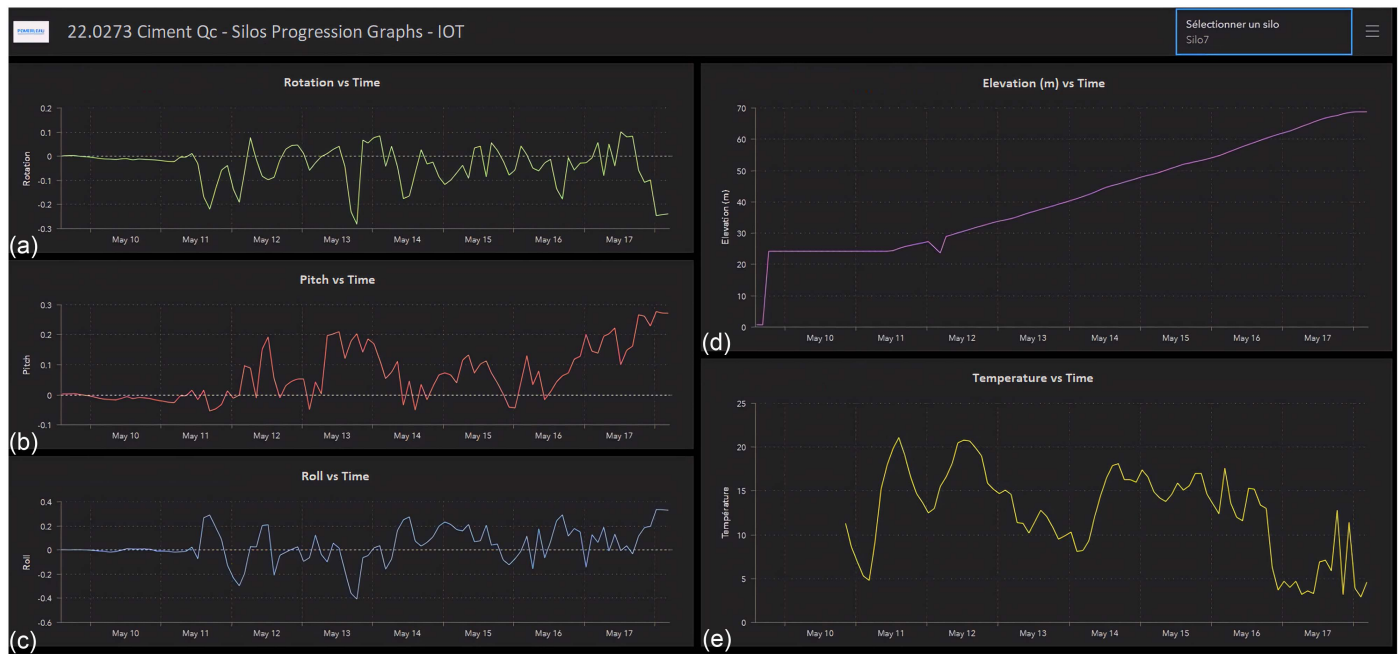 22.0273 Ciment Qc - Silos Progression Graphs - IOT
Sélectionner un silo
Silo7
Rotation vs Time
Rotation
0.2
0.1
0
-0.1
-0.2
-0.3
May 10 May 11 May 12 May 13 May 14 May 15 May 16 May 17
(a)
Pitch vs Time
Pitch
0.3
0.2
0.1
0
-0.1
May 10 May 11 May 12 May 13 May 14 May 15 May 16 May 17
(b)
Roll vs Time
Roll
0.4
0.2
0
-0.2
-0.4
-0.6
May 10 May 11 May 12 May 13 May 14 May 15 May 16 May 17
(c)
Elevation (m) vs Time
Elevation (m)
70
60
50
40
30
20
10
0
May 10 May 11 May 12 May 13 May 14 May 15 May 16 May 17
(d)
Temperature vs Time
Température
25
20
15
10
5
0
May 10 May 11 May 12 May 13 May 14 May 15 May 16 May 17
(e)